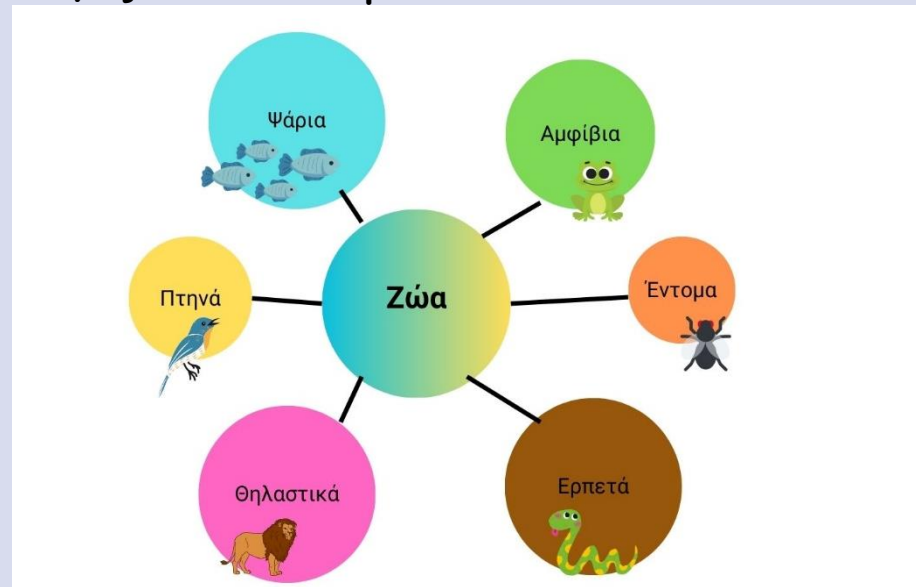 Ψάρια
Αμφίβια
Πτηνά
Ζώα
Έντομα
Θηλαστικά
Ερπετά